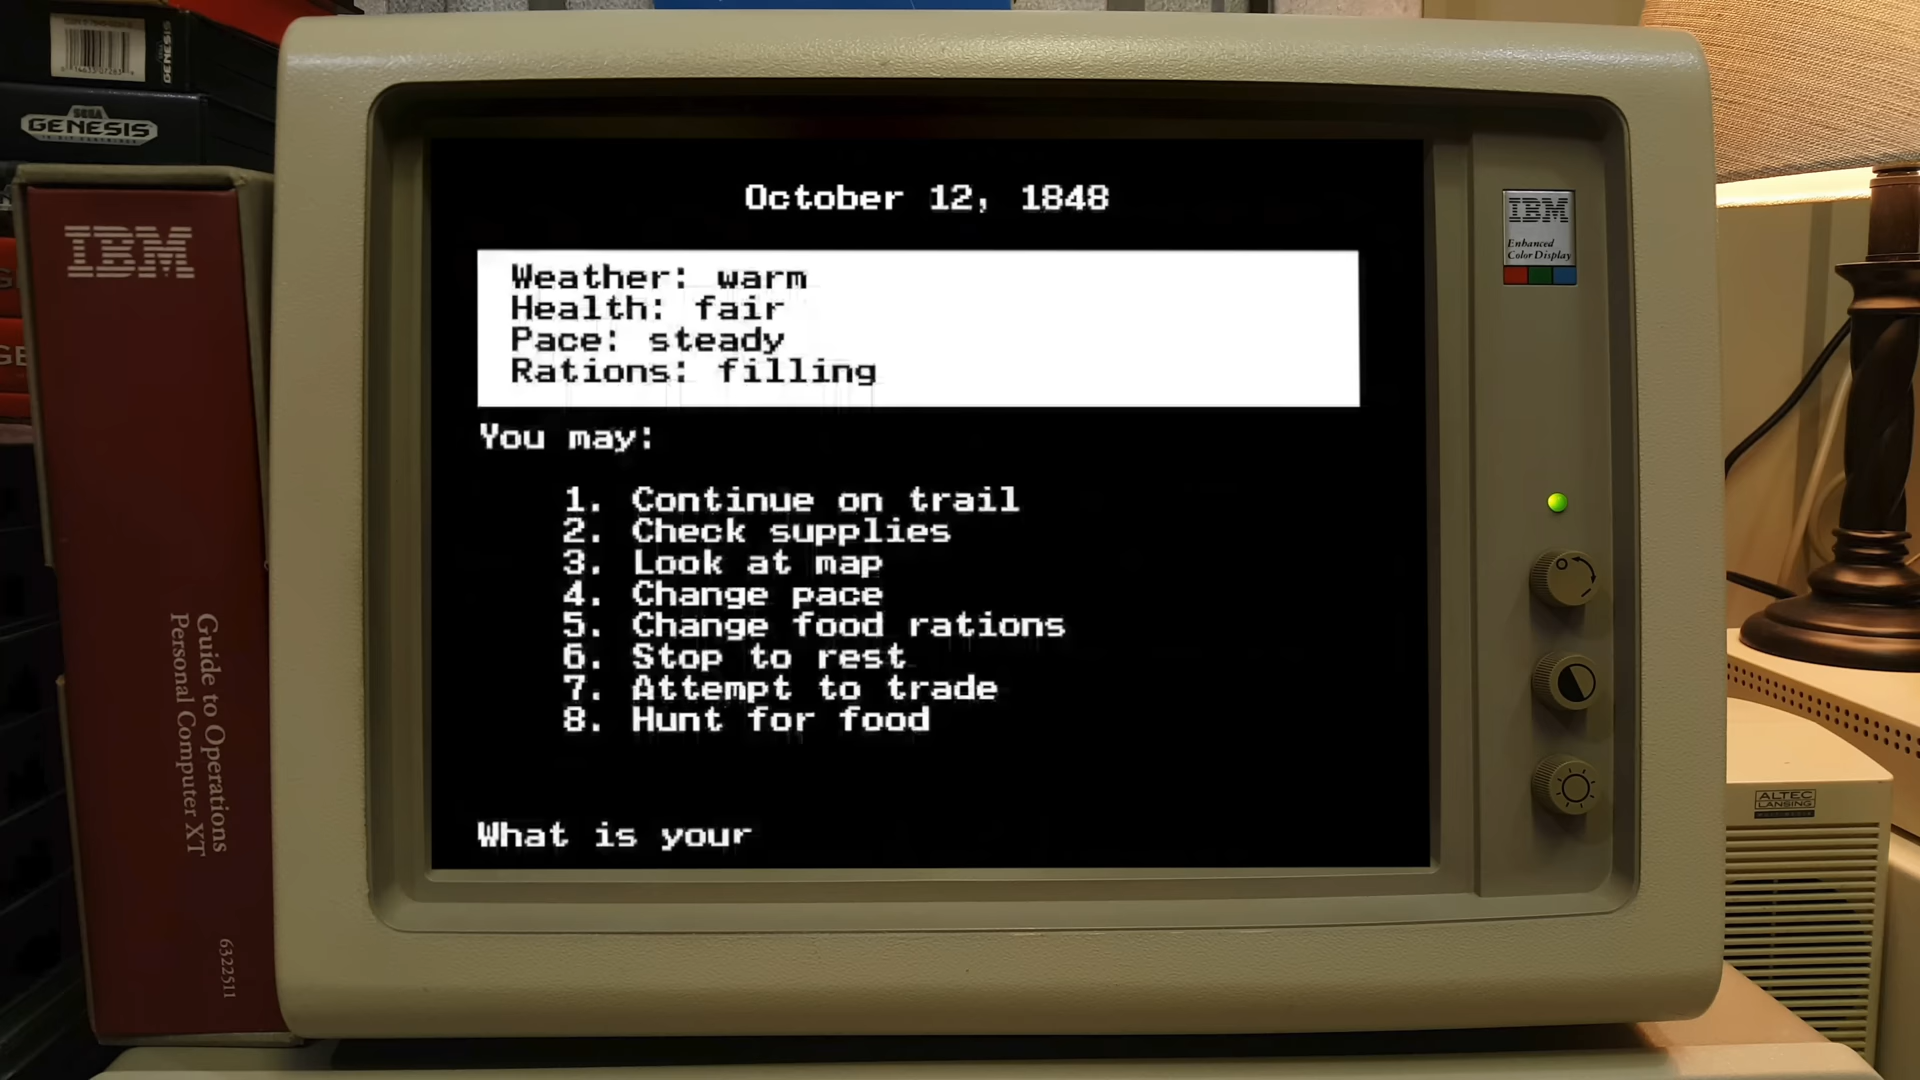 GENESIS
SEGA
GENESIS
IBM
Guide to Operations
Personal Computer XT
6322511
October 12, 1848
Weather: warm
Health: fair
Pace: steady
Rations: filling
You may:
1. Continue on trail
2. Check supplies
3. Look at map
4. Change pace
5. Change food rations
6. Stop to rest
7. Attempt to trade
8. Hunt for food
What is your
IBM
Enhanced
Color Display
ALTEC
LANSING